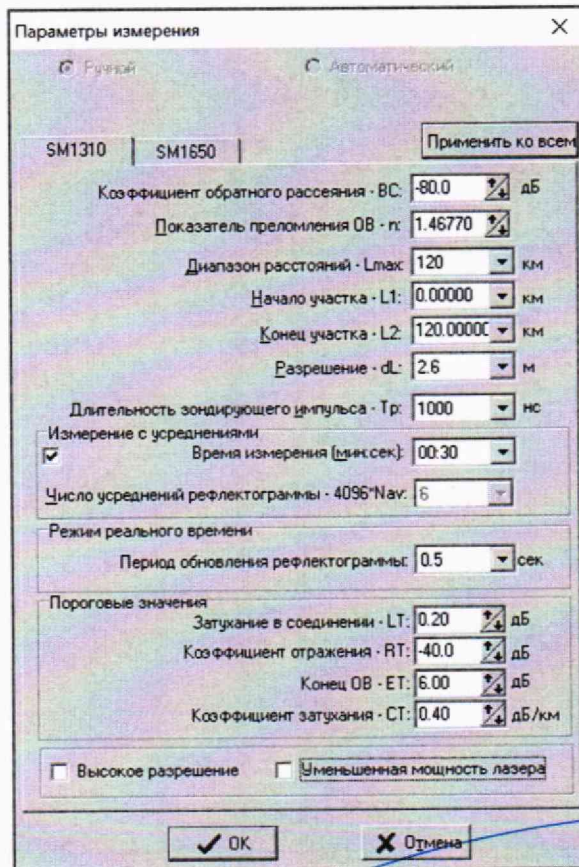 Параметры измерения
Ручной Автоматический
SM1310 SM1650 Применить ко всем
Коэффициент обратного рассеяния - BC: -80.0 дБ
Показатель преломления ОВ - n: 1.46770
Диапазон расстояний - Lmax: 120 км
Начало участка - L1: 0.00000 км
Конец участка - L2: 120.00000 км
Разрешение - dL: 2.6 м
Длительность зондирующего импульса - Tp: 1000 нс
Измерение с усреднениями
Время измерения (мин:сек): 00:30
Число усреднений рефлектограммы - 4096*Nav: 6
Режим реального времени
Период обновления рефлектограммы: 0.5 сек
Пороговые значения
Затухание в соединении - LT: 0.20 дБ
Коэффициент отражения - RT: -40.0 дБ
Конец ОВ - ET: 6.00 дБ
Коэффициент затухания - CT: 0.40 дБ/км
Высокое разрешение Уменьшенная мощность лазера
OK Отмена